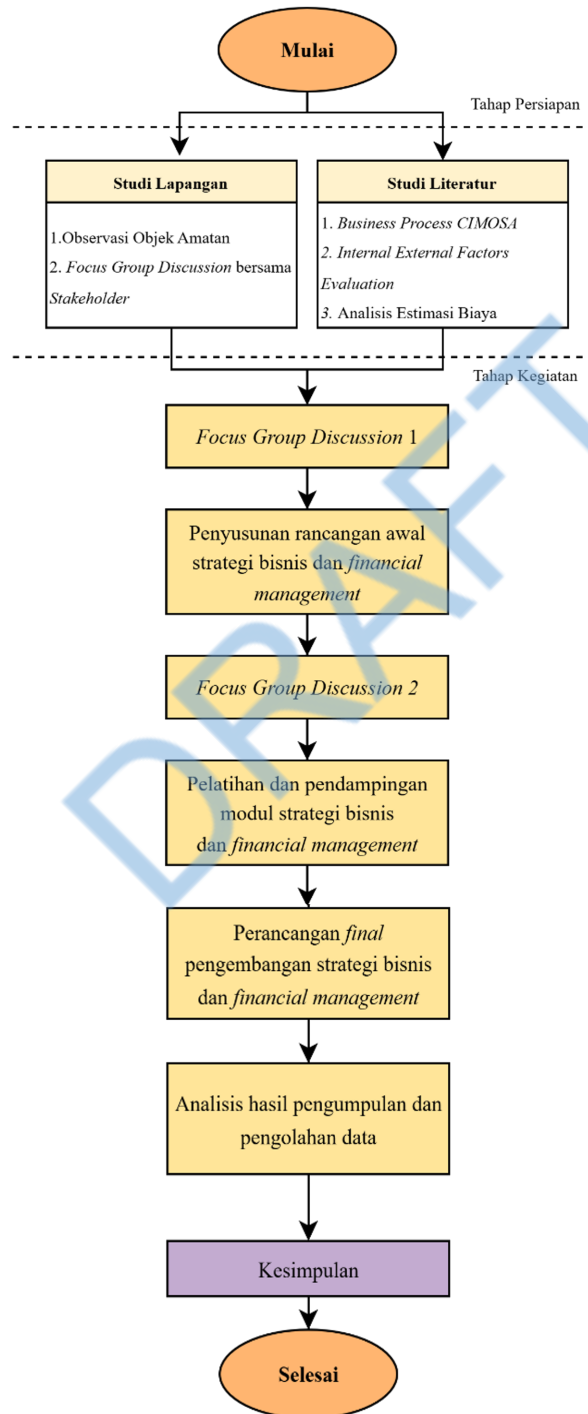 Mulai
Tahap Persiapan
Studi Lapangan
1.Observasi Objek Amatan
2. Focus Group Discussion bersama
Stakeholder
Studi Literatur
1. Business Process CIMOSA
2. Internal External Factors
Evaluation
3. Analisis Estimasi Biaya
Tahap Kegiatan
Focus Group Discussion 1
Penyusunan rancangan awal
strategi bisnis dan financial
management
Focus Group Discussion 2
Pelatihan dan pendampingan
modul strategi bisnis
dan financial management
Perancangan final
pengembangan strategi bisnis
dan financial management
Analisis hasil pengumpulan dan
pengolahan data
Kesimpulan
Selesai
DRAFT